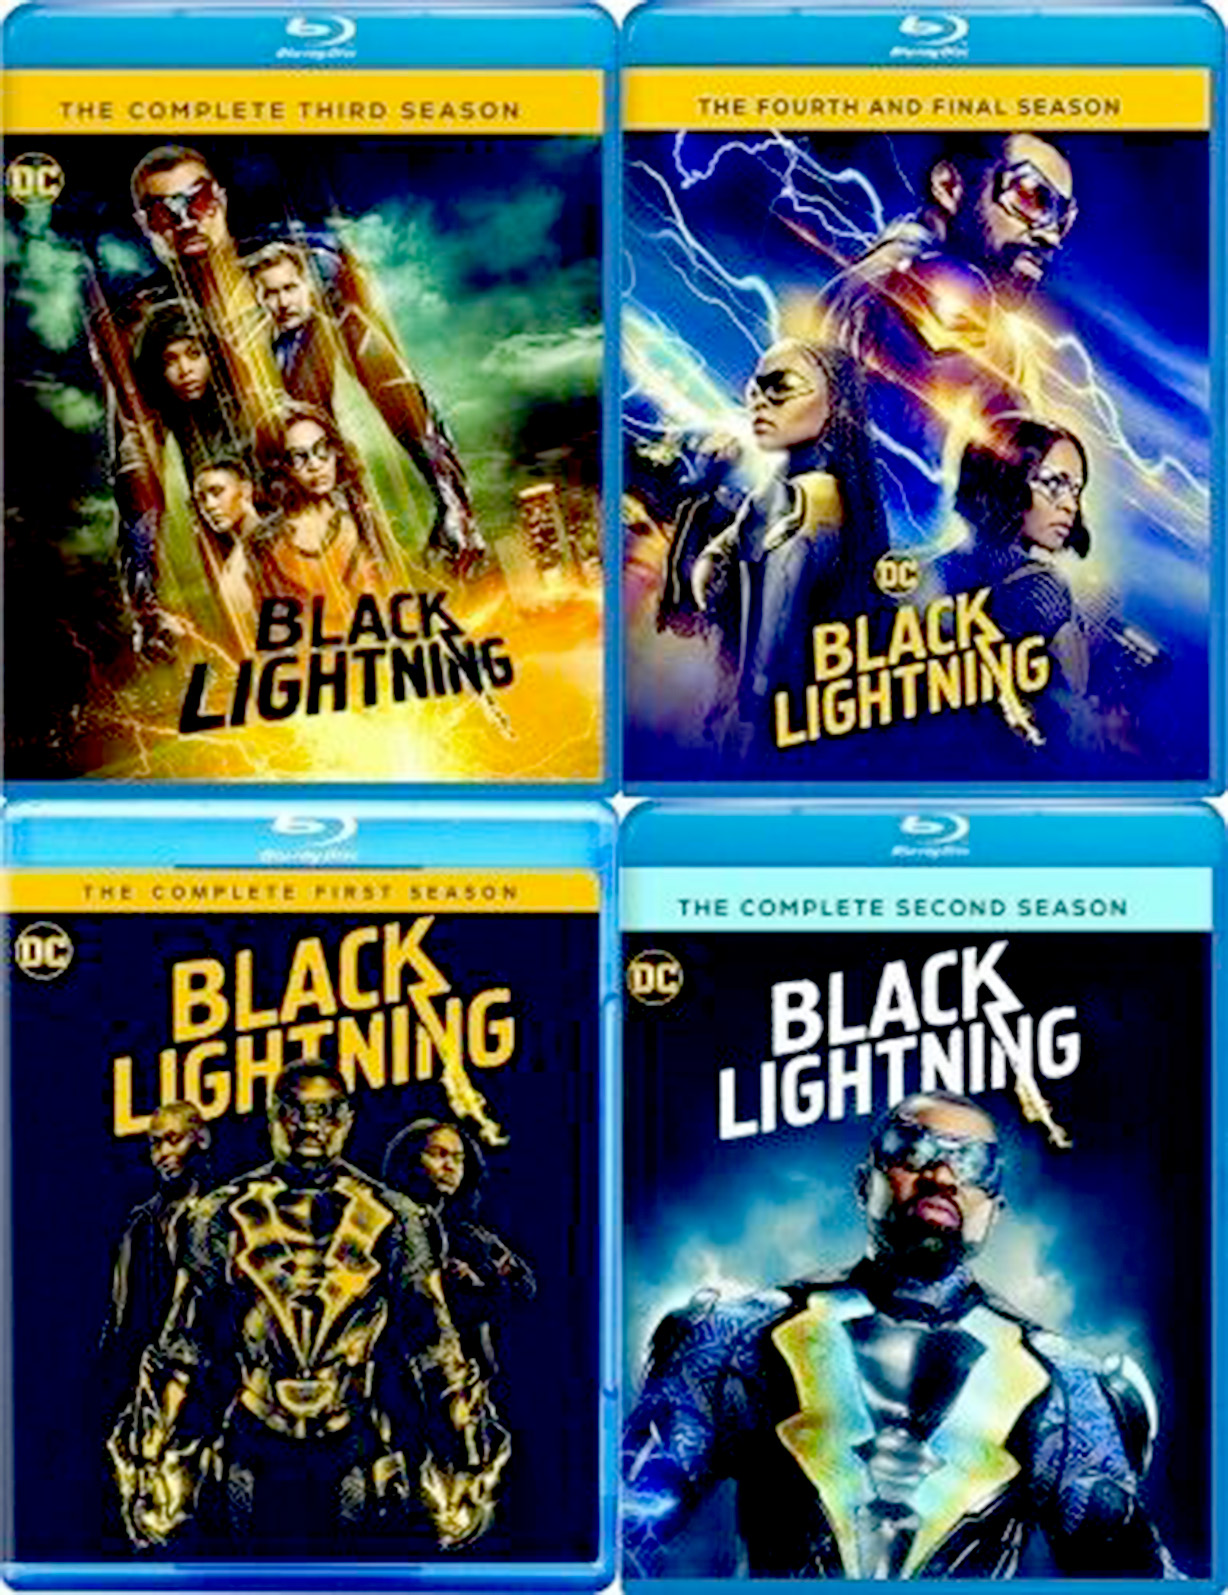 Blu-ray Disc
THE COMPLETE THIRD SEASON
DC
BLACK
LIGHTNING
Blu-ray Disc
THE FOURTH AND FINAL SEASON
DC
BLACK
LIGHTNING
Blu-ray Disc
THE COMPLETE FIRST SEASON
DC
BLACK
LIGHTNING
Blu-ray Disc
THE COMPLETE SECOND SEASON
DC
BLACK
LIGHTNING